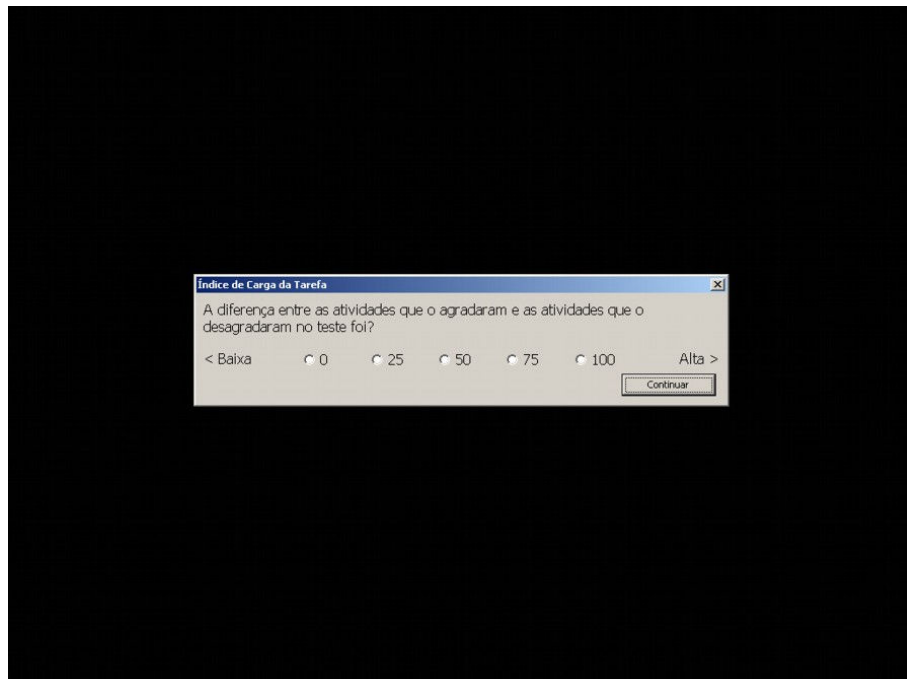 Índice de Carga da Tarefa
A diferença entre as atividades que o agradaram e as atividades que o
desagradaram no teste foi?
< Baixa 0 25 50 75 100 Alta >
Continuar